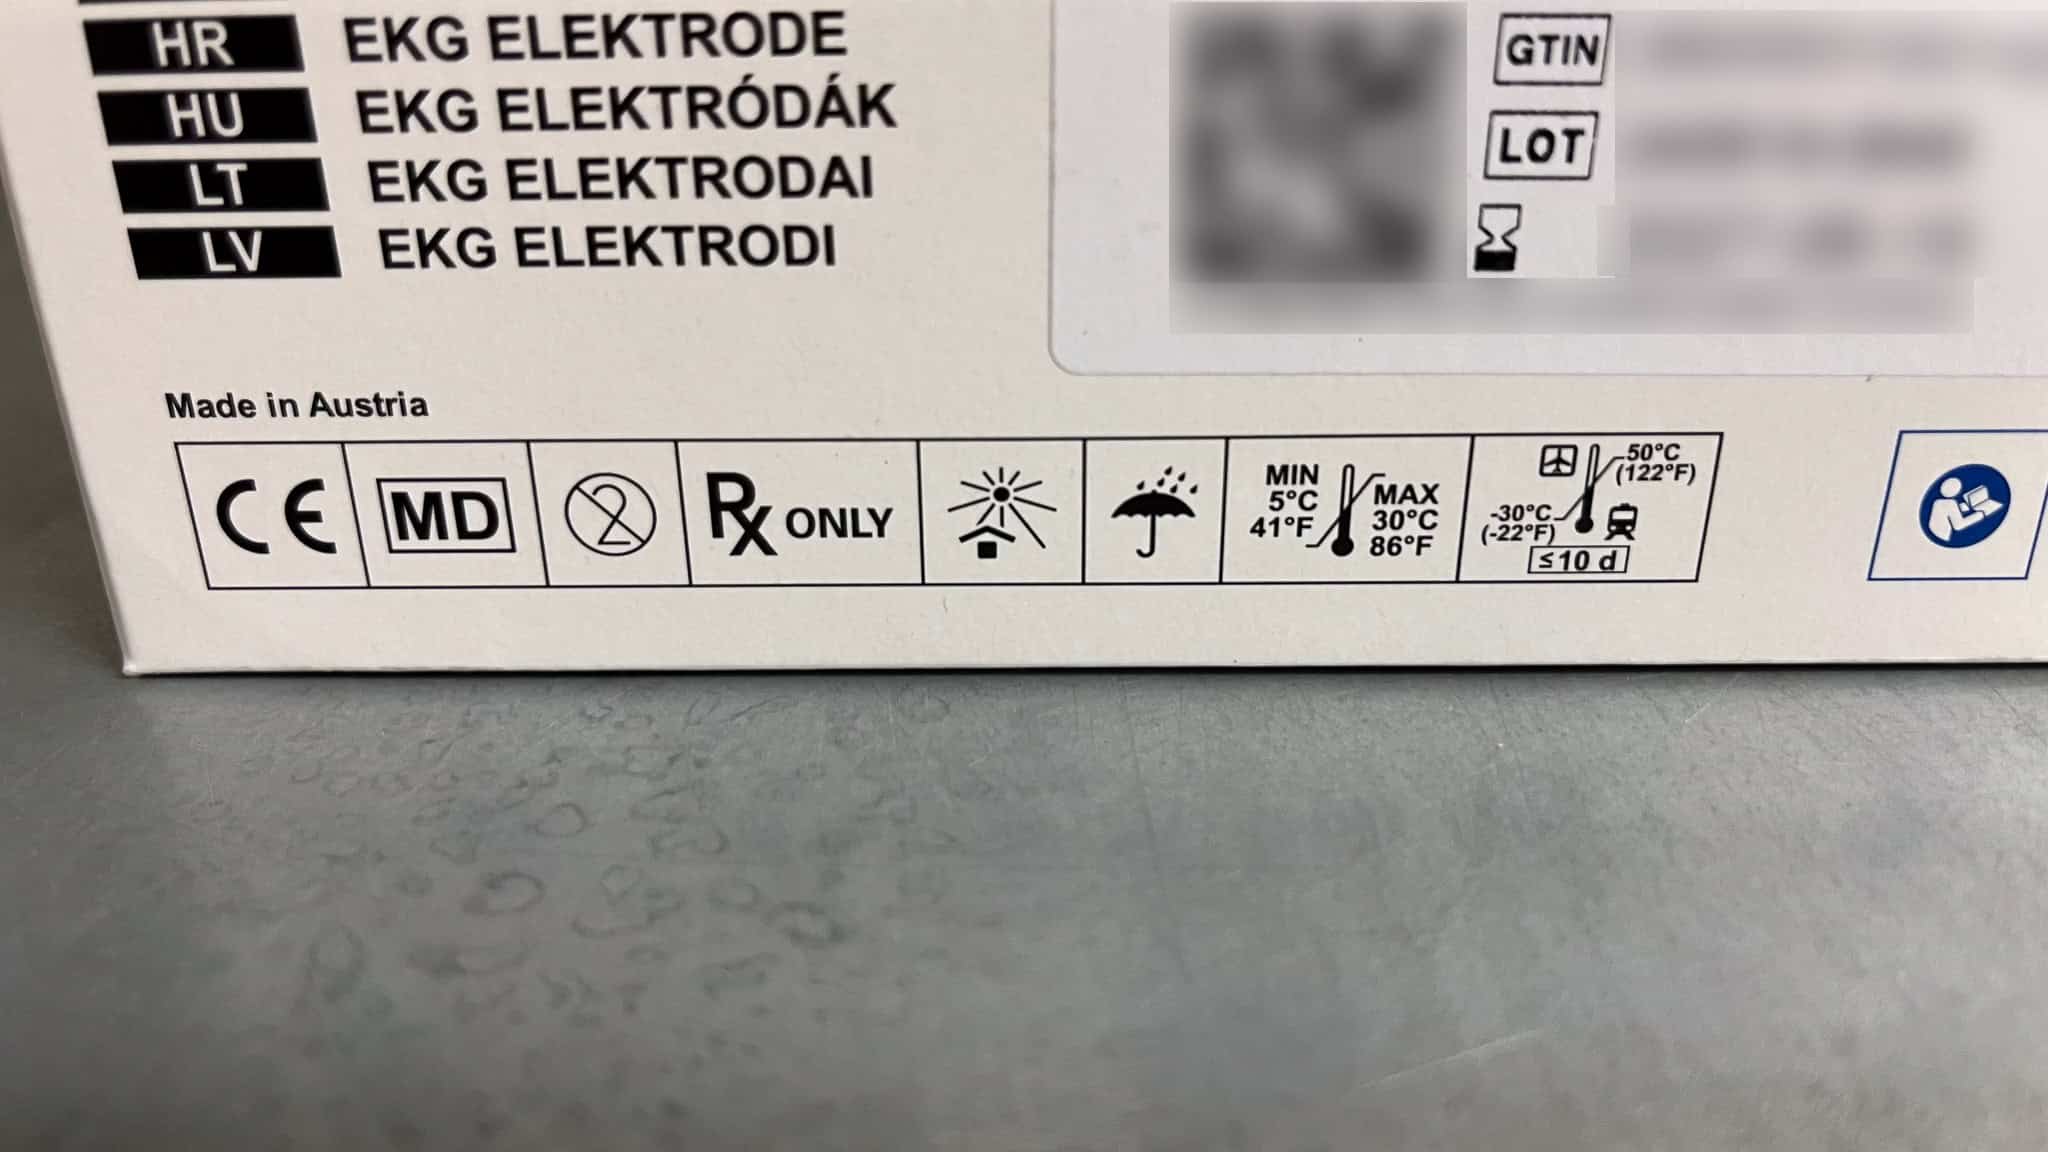 HR EKG ELEKTRODE
HU EKG ELEKTRÓDÁK
LT EKG ELEKTRODAI
LV EKG ELEKTRODI
GTIN
LOT
Made in Austria
CE
MD
2
Rx ONLY
MIN
5°C
41°F
MAX
30°C
86°F
50°C
(122°F)
-30°C
(-22°F)
≤10 d